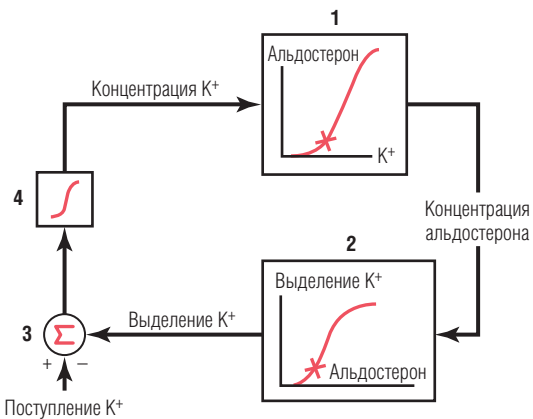 1
Альдостерон
K+
Концентрация K+
4
Концентрация
альдостерона
2
Выделение K+
Альдостерон
Выделение K+
3
Σ
+ −
Поступление K+